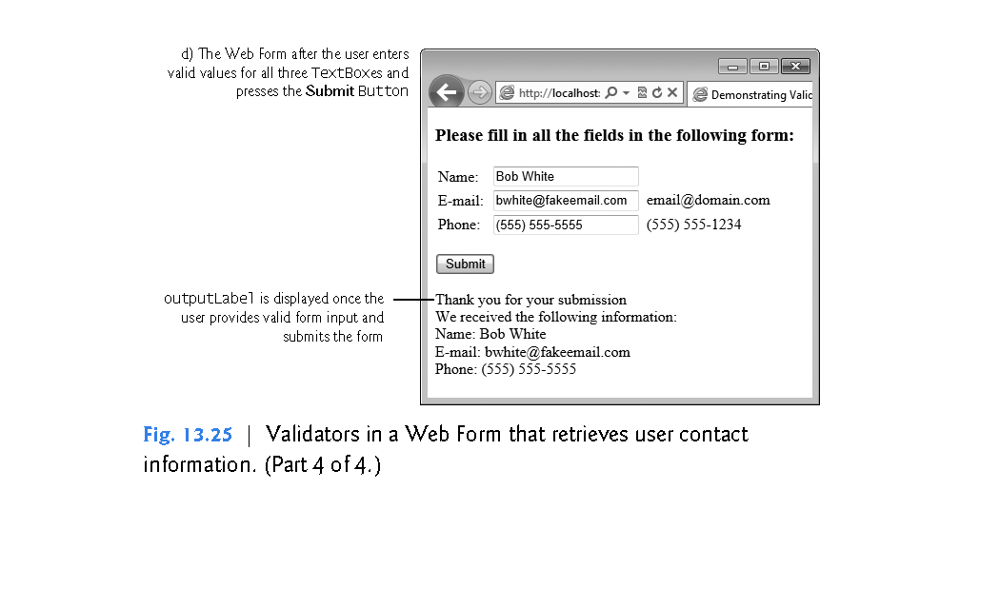 d) The Web Form after the user enters
valid values for all three TextBoxes and
presses the Submit Button
http://localhost:
Demonstrating Valid
Please fill in all the fields in the following form:
Name: Bob White
E-mail: bwhite@fakeemail.com email@domain.com
Phone: (555) 555-5555 (555) 555-1234
Submit
outputLabel is displayed once the
user provides valid form input and
submits the form
Thank you for your submission
We received the following information:
Name: Bob White
E-mail: bwhite@fakeemail.com
Phone: (555) 555-5555
Fig. 13.25 | Validators in a Web Form that retrieves user contact
information. (Part 4 of 4.)